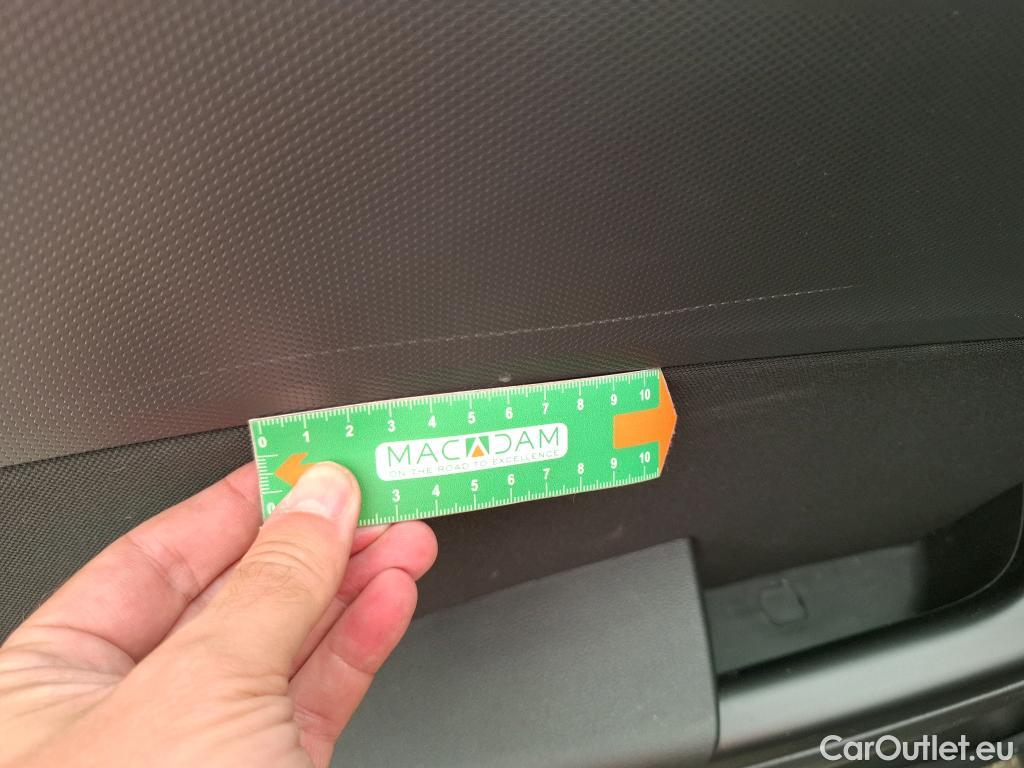 0 1 2 3 4 5 6 7 8 9 10
MACADAM
ON THE ROAD TO EXCELLENCE
0 3 4 5 6 7 8 9 10
CarOutlet.eu